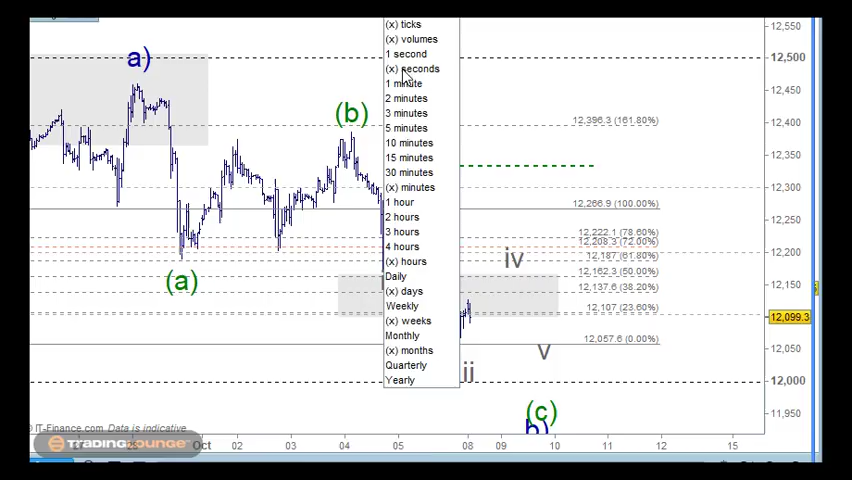 (x) ticks
(x) volumes
1 second
(x) seconds
1 minute
2 minutes
3 minutes
5 minutes
10 minutes
15 minutes
30 minutes
(x) minutes
1 hour
2 hours
3 hours
4 hours
(x) hours
Daily
(x) days
Weekly
(x) weeks
Monthly
(x) months
Quarterly
Yearly
a)
(b)
(a)
iv
v
ii
(c)
b)
12,396.3 (161.80%)
12,266.9 (100.00%)
12,222.1 (78.60%)
12,208.3 (72.00%)
12,187 (61.80%)
12,162.3 (50.00%)
12,137.6 (38.20%)
12,107 (23.60%)
12,057.6 (0.00%)
12,550
12,500
12,450
12,400
12,350
12,300
12,250
12,200
12,150
12,099.3
12,050
12,000
11,950
© IT-Finance.com Data is indicative
TRADINGLOUNGE
27 28 Oct 02 03 04 05 08 09 10 12 15